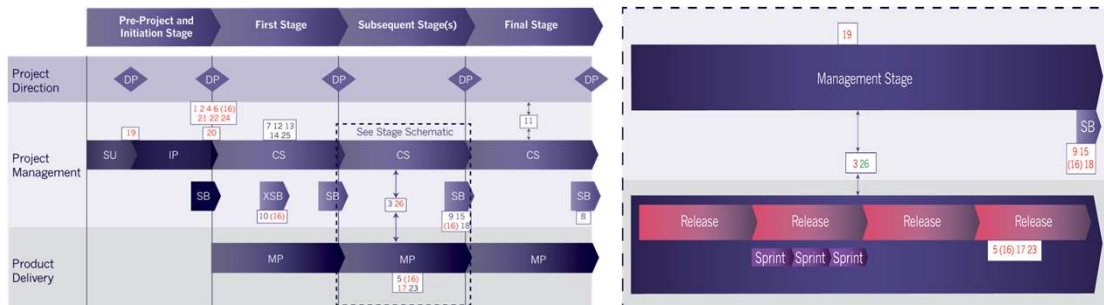 Pre-Project and
Initiation Stage
First Stage
Subsequent Stage(s)
Final Stage
Project
Direction
DP
DP
DP
DP
DP
1 2 4 6 (16)
21 22 24
7 12 13
14 25
11
See Stage Schematic
19
20
Project
Management
SU
IP
CS
CS
CS
SB
XSB
SB
SB
SB
10 (16)
3 26
9 15
(16) 18
8
Product
Delivery
MP
MP
MP
5 (16)
17 23
19
Management Stage
SB
9 15
(16) 18
3 26
Release
Release
Release
Release
5 (16) 17 23
Sprint
Sprint
Sprint